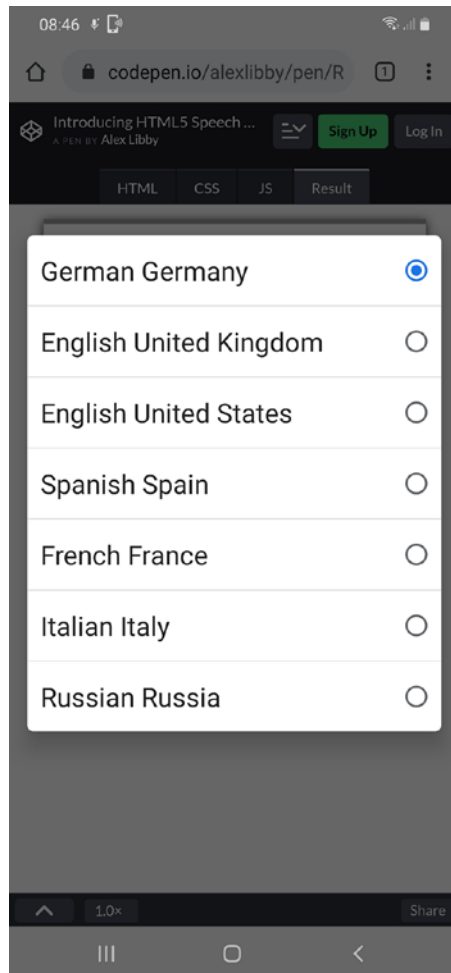 08:46
codepen.io/alexlibby/pen/R 1
Introducing HTML5 Speech ...
A PEN BY Alex Libby
Sign Up Log In
HTML CSS JS Result
German Germany
English United Kingdom
English United States
Spanish Spain
French France
Italian Italy
Russian Russia
1.0× Share